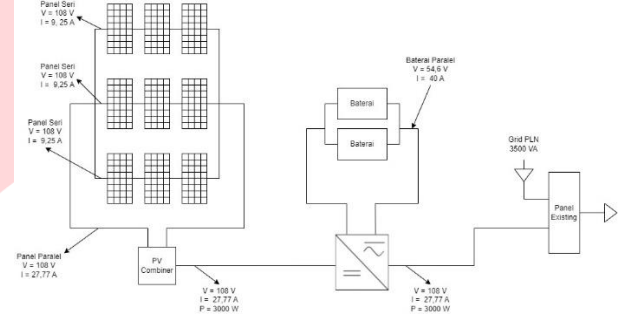 Panel Seri
V = 108 V
I = 9, 25 A
Panel Seri
V = 108 V
I = 9,25 A
Panel Seri
V = 108 V
I = 9,25 A
Panel Paralel
V = 108 V
I = 27,77 A
PV
Combiner
V = 108 V
I = 27,77 A
P = 3000 W
Baterai Paralel
V = 54,6 V
I = 40 A
Baterai
Baterai
V = 108 V
I = 27,77 A
P = 3000 W
Grid PLN
3500 VA
Panel
Existing